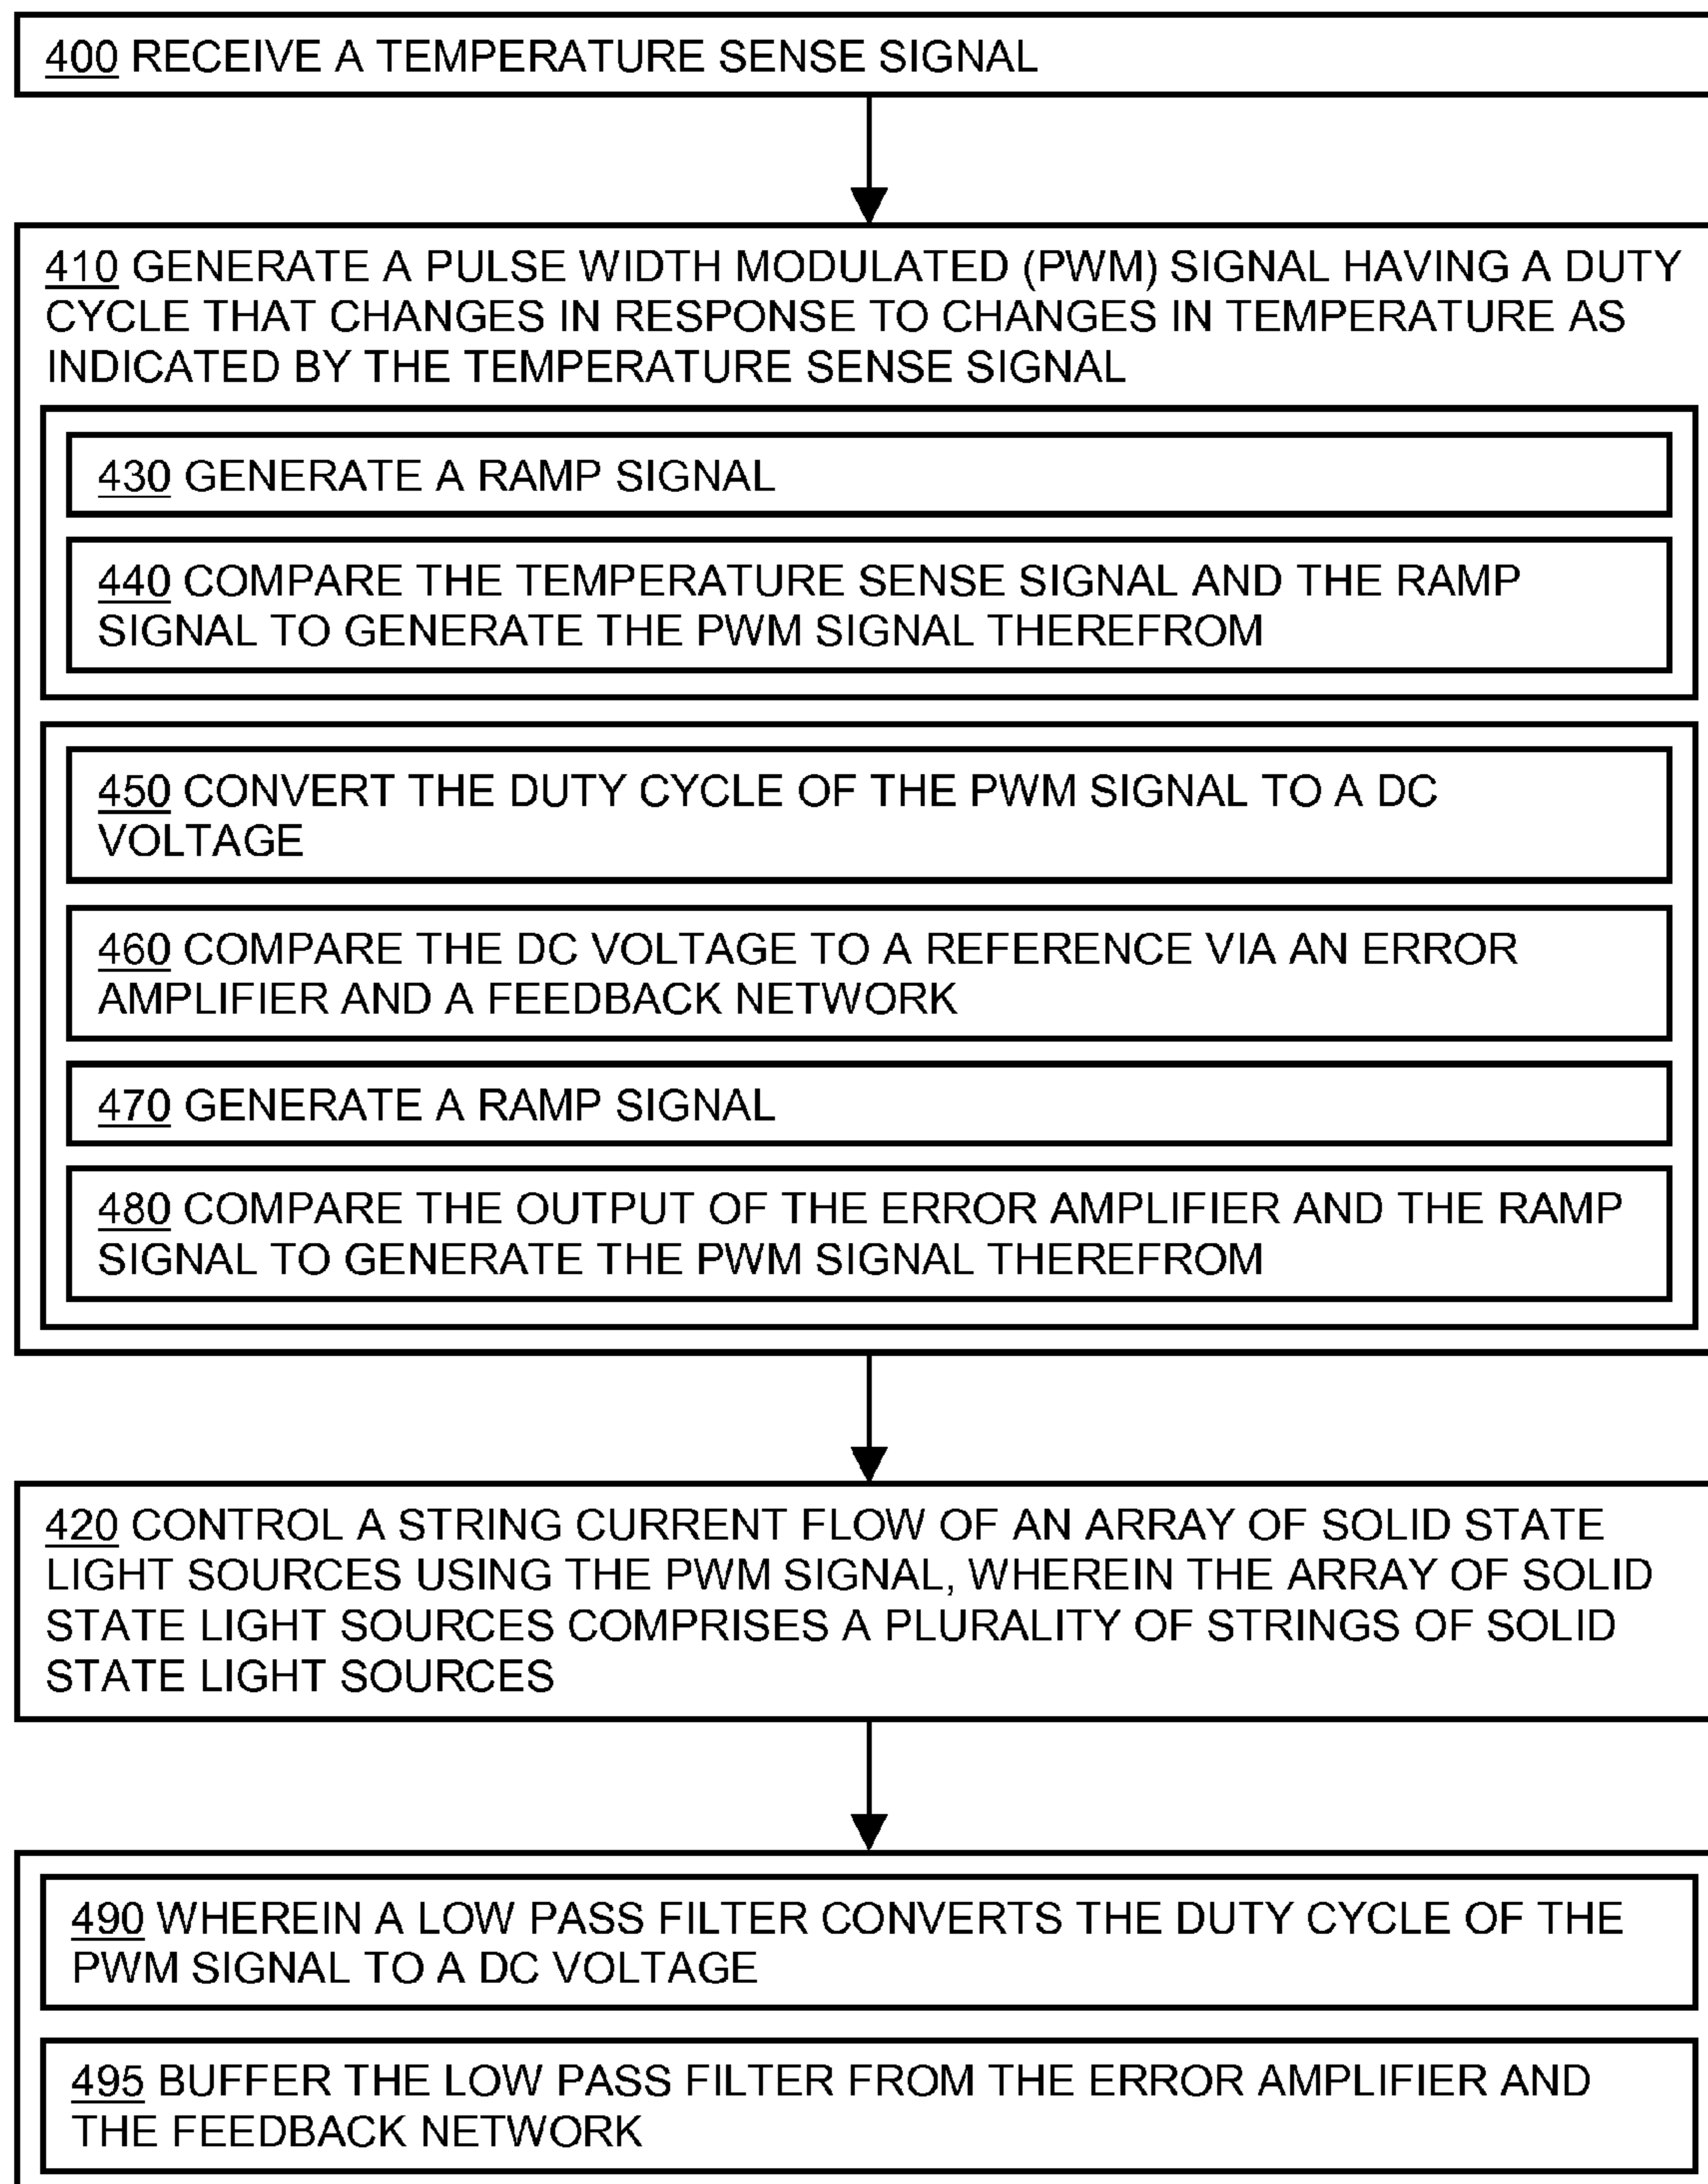 400 RECEIVE A TEMPERATURE SENSE SIGNAL
410 GENERATE A PULSE WIDTH MODULATED (PWM) SIGNAL HAVING A DUTY
CYCLE THAT CHANGES IN RESPONSE TO CHANGES IN TEMPERATURE AS
INDICATED BY THE TEMPERATURE SENSE SIGNAL
430 GENERATE A RAMP SIGNAL
440 COMPARE THE TEMPERATURE SENSE SIGNAL AND THE RAMP
SIGNAL TO GENERATE THE PWM SIGNAL THEREFROM
450 CONVERT THE DUTY CYCLE OF THE PWM SIGNAL TO A DC
VOLTAGE
460 COMPARE THE DC VOLTAGE TO A REFERENCE VIA AN ERROR
AMPLIFIER AND A FEEDBACK NETWORK
470 GENERATE A RAMP SIGNAL
480 COMPARE THE OUTPUT OF THE ERROR AMPLIFIER AND THE RAMP
SIGNAL TO GENERATE THE PWM SIGNAL THEREFROM
420 CONTROL A STRING CURRENT FLOW OF AN ARRAY OF SOLID STATE
LIGHT SOURCES USING THE PWM SIGNAL, WHEREIN THE ARRAY OF SOLID
STATE LIGHT SOURCES COMPRISES A PLURALITY OF STRINGS OF SOLID
STATE LIGHT SOURCES
490 WHEREIN A LOW PASS FILTER CONVERTS THE DUTY CYCLE OF THE
PWM SIGNAL TO A DC VOLTAGE
495 BUFFER THE LOW PASS FILTER FROM THE ERROR AMPLIFIER AND
THE FEEDBACK NETWORK